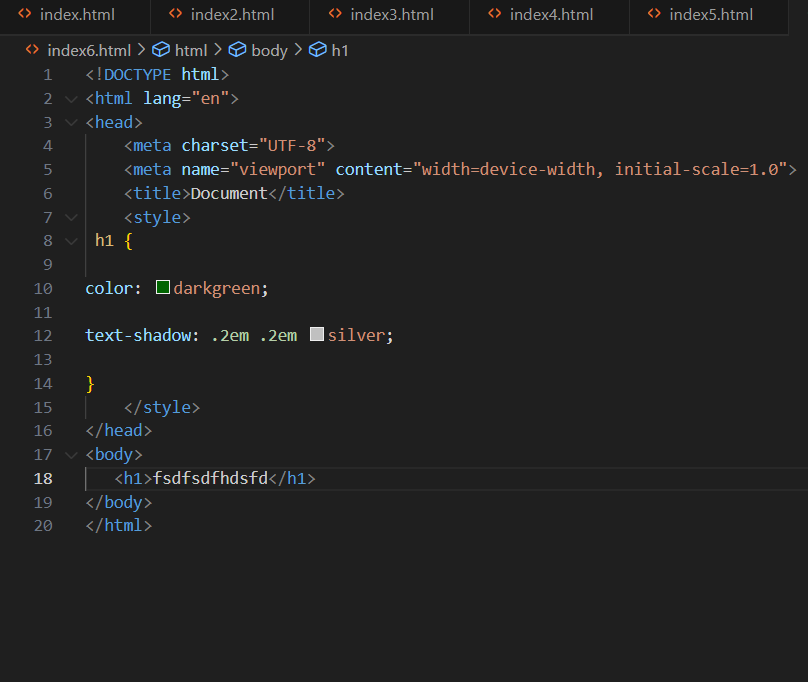 index.html index2.html index3.html index4.html index5.html
index6.html > html > body > h1
1 <!DOCTYPE html>
2 <html lang="en">
3 <head>
4     <meta charset="UTF-8">
5     <meta name="viewport" content="width=device-width, initial-scale=1.0">
6     <title>Document</title>
7     <style>
8  h1 {
9
10 color: darkgreen;
11
12 text-shadow: .2em .2em silver;
13
14 }
15     </style>
16 </head>
17 <body>
18    <h1>fsdfsdfhdsfd</h1>
19 </body>
20 </html>